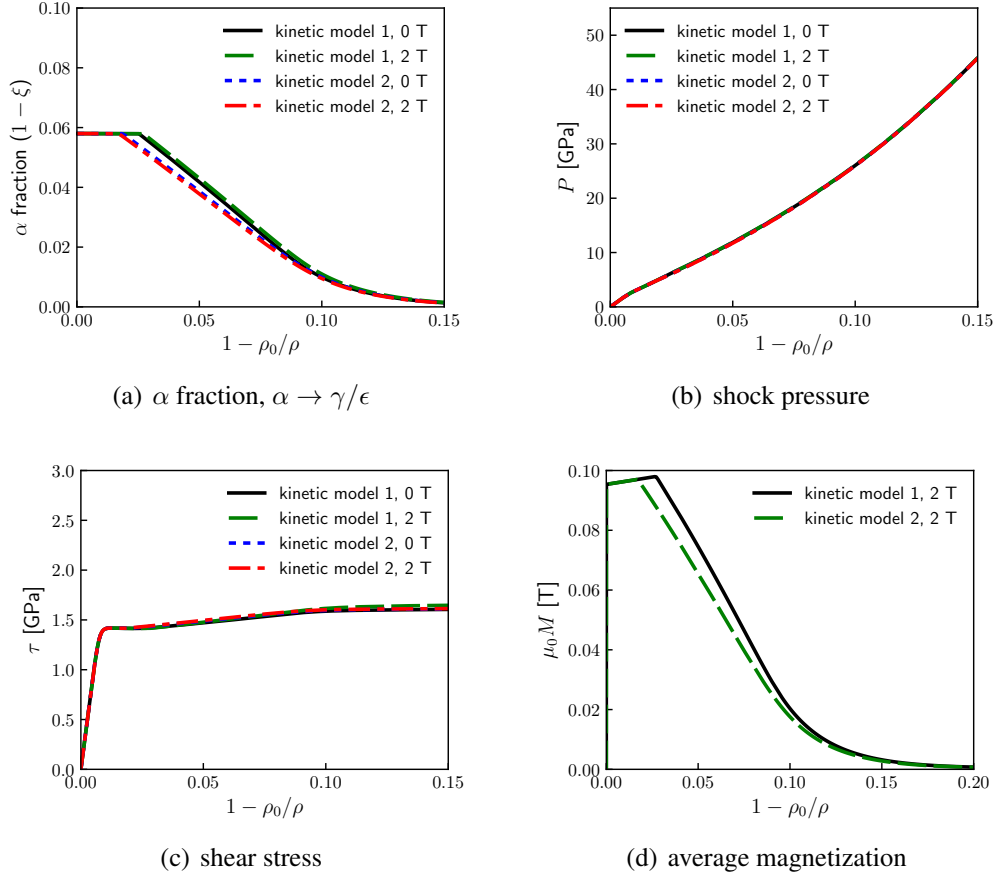 0.10
0.08
0.06
0.04
0.02
0.00
α fraction (1 − ξ)
kinetic model 1, 0 T
kinetic model 1, 2 T
kinetic model 2, 0 T
kinetic model 2, 2 T
0.00 0.05 0.10 0.15
1 − ρ₀/ρ
(a) α fraction, α → γ/ϵ
50
40
30
20
10
0
P [GPa]
kinetic model 1, 0 T
kinetic model 1, 2 T
kinetic model 2, 0 T
kinetic model 2, 2 T
0.00 0.05 0.10 0.15
1 − ρ₀/ρ
(b) shock pressure
3.0
2.5
2.0
1.5
1.0
0.5
0.0
τ [GPa]
kinetic model 1, 0 T
kinetic model 1, 2 T
kinetic model 2, 0 T
kinetic model 2, 2 T
0.00 0.05 0.10 0.15
1 − ρ₀/ρ
(c) shear stress
0.10
0.08
0.06
0.04
0.02
0.00
μ₀M [T]
kinetic model 1, 2 T
kinetic model 2, 2 T
0.00 0.05 0.10 0.15 0.20
1 − ρ₀/ρ
(d) average magnetization